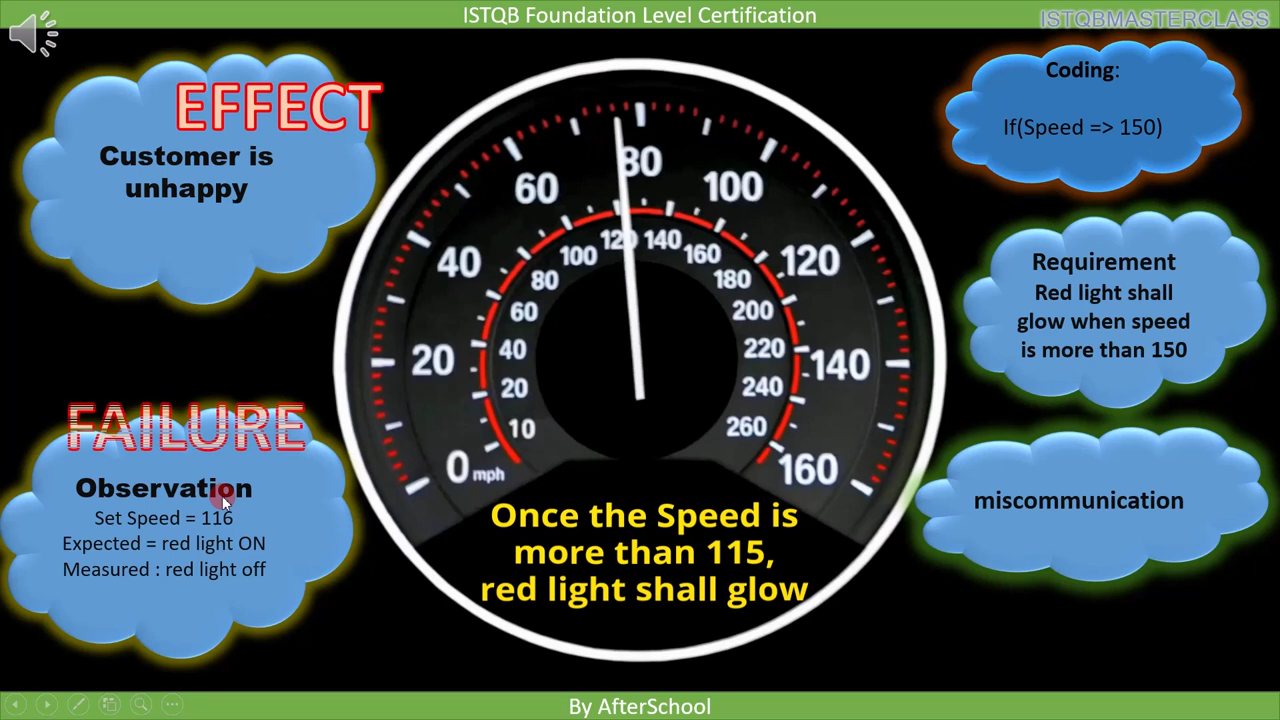 ISTQB Foundation Level Certification
ISTQBMASTERCLASS
EFFECT
Customer is
unhappy
FAILURE
Observation
Set Speed = 116
Expected = red light ON
Measured : red light off
0 mph
20
40
60
80
100
120
140
160
10
20
40
60
80
100
120
140
160
180
200
220
240
260
Once the Speed is
more than 115,
red light shall glow
Coding:
If(Speed => 150)
Requirement
Red light shall
glow when speed
is more than 150
miscommunication
By AfterSchool